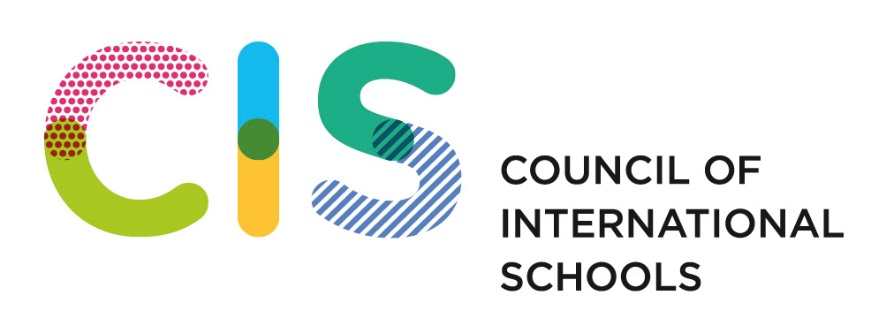 CIS
COUNCIL OF
INTERNATIONAL
SCHOOLS